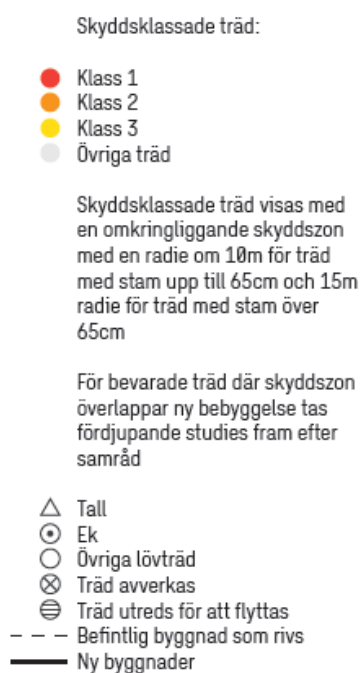 Skyddsklassade träd:
Klass 1
Klass 2
Klass 3
Övriga träd
Skyddsklassade träd visas med
en omkringliggande skyddszon
med en radie om 10m för träd
med stam upp till 65cm och 15m
radie för träd med stam över
65cm
För bevarade träd där skyddszon
överlappar ny bebyggelse tas
fördjupande studies fram efter
samråd
Tall
Ek
Övriga lövträd
Träd avverkas
Träd utreds för att flyttas
Befintlig byggnad som rivs
Ny byggnader